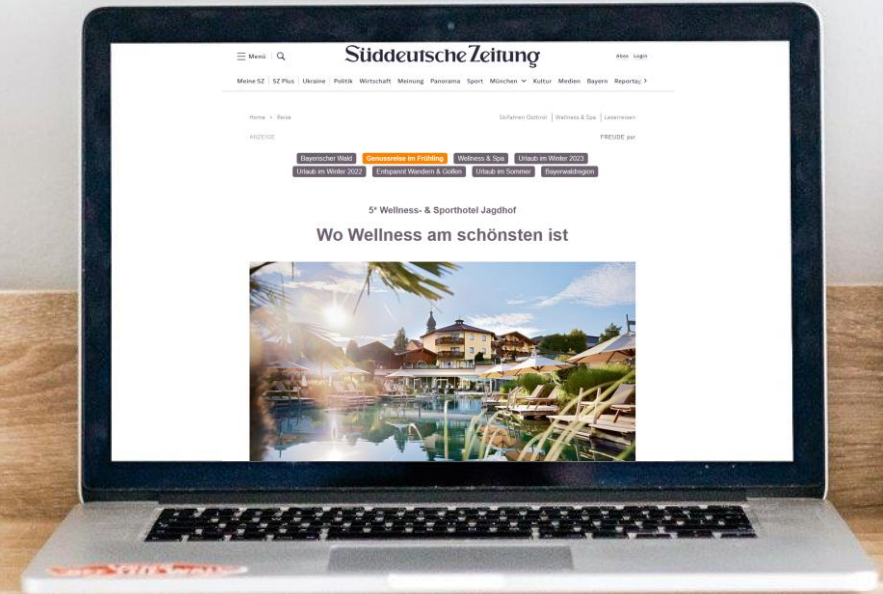 Menü
Süddeutsche Zeitung
Abos Login
Meine SZ SZ Plus Ukraine Politik Wirtschaft Meinung Panorama Sport München Kultur Medien Bayern Reportag
Home > Reise
Skifahren Osttirol Wellness & Spa Leserreisen
ANZEIGE
FREUDE pur
Bayerischer Wald Genussreise im Frühling Wellness & Spa Urlaub im Winter 2023
Urlaub im Winter 2022 Entspannt Wandern & Golfen Urlaub im Sommer Bayerwaldregion
5* Wellness- & Sporthotel Jagdhof
Wo Wellness am schönsten ist